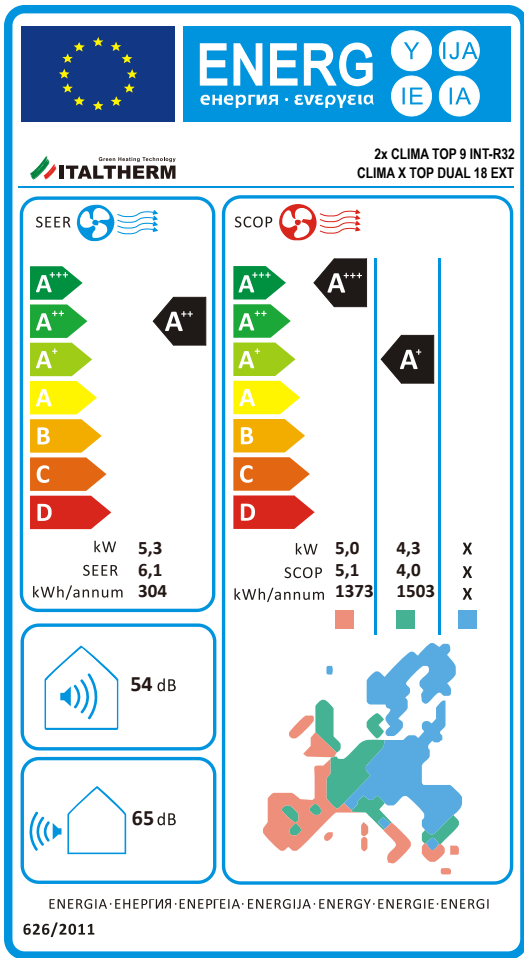 ENERG
енергия · ενεργεια
Y IJA
IE IA
Green Heating Technology
ITALTHERM
2x CLIMA TOP 9 INT-R32
CLIMA X TOP DUAL 18 EXT
SEER
A+++
A++
A+
A
B
C
D
A++
kW 5,3
SEER 6,1
kWh/annum 304
SCOP
A+++
A++
A+
A
B
C
D
A+++
A+
kW 5,0 4,3 X
SCOP 5,1 4,0 X
kWh/annum 1373 1503 X
54 dB
65 dB
ENERGIA·ЕНЕРГИЯ·ΕΝΕΡΓΕΙΑ·ENERGIJA·ENERGY·ENERGIE·ENERGI
626/2011